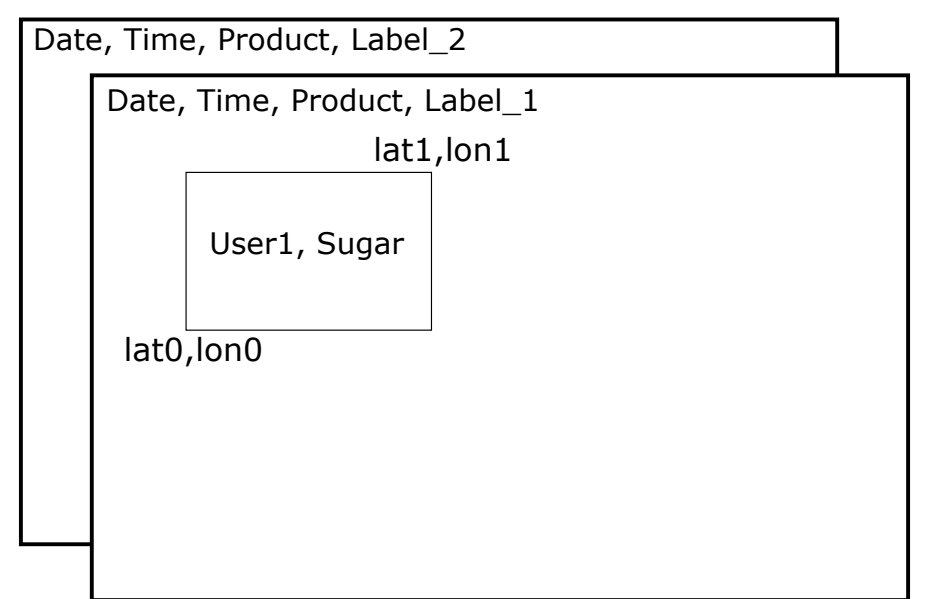 Date, Time, Product, Label_2
Date, Time, Product, Label_1
lat1,lon1
User1, Sugar
lat0,lon0